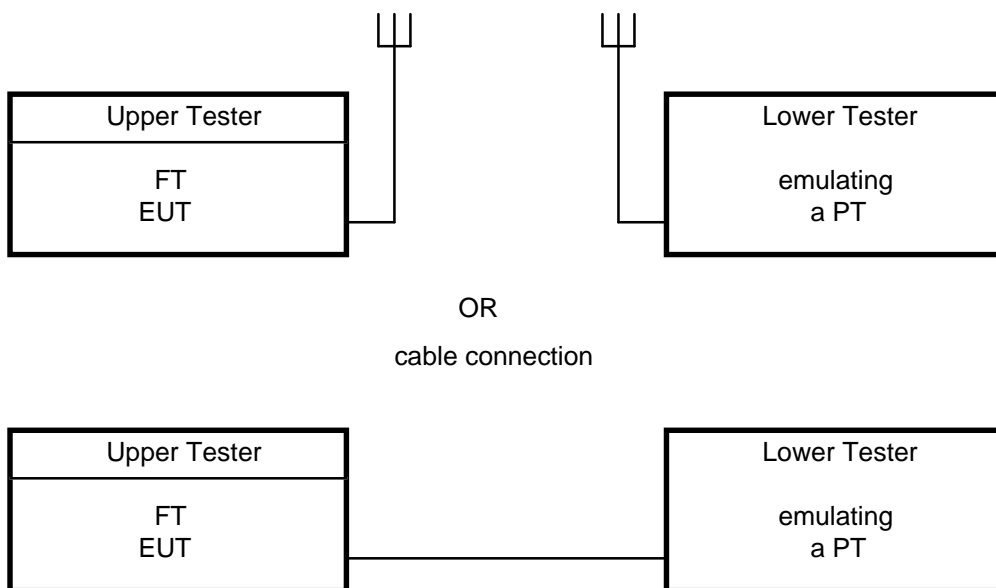 Upper Tester
FT
EUT
Lower Tester
emulating
a PT
OR
cable connection
Upper Tester
FT
EUT
Lower Tester
emulating
a PT